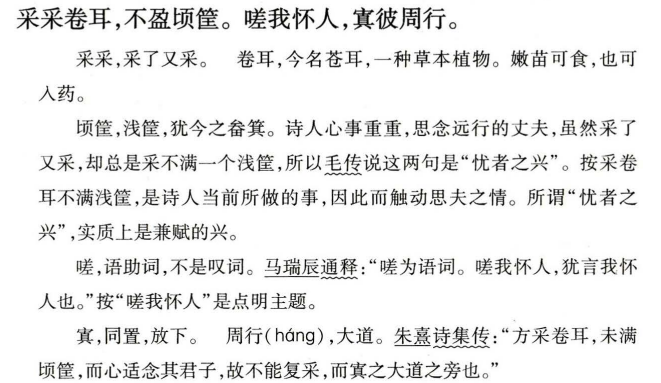 采采卷耳，不盈顷筐。嗟我怀人，寘彼周行。
采采，采了又采。　卷耳，今名苍耳，一种草本植物。嫩苗可食，也可
入药。
顷筐，浅筐，犹今之畚箕。诗人心事重重，思念远行的丈夫，虽然采了
又采，却总是采不满一个浅筐，所以毛传说这两句是“忧者之兴”。按采卷
耳不满浅筐，是诗人当前所做的事，因此而触动思夫之情。所谓“忧者之
兴”，实质上是兼赋的兴。
嗟，语助词，不是叹词。马瑞辰通释：“嗟为语词。嗟我怀人，犹言我怀
人也。”按“嗟我怀人”是点明主题。
寘，同置，放下。　周行(háng)，大道。朱熹诗集传：“方采卷耳，未满
顷筐，而心适念其君子，故不能复采，而寘之大道之旁也。”